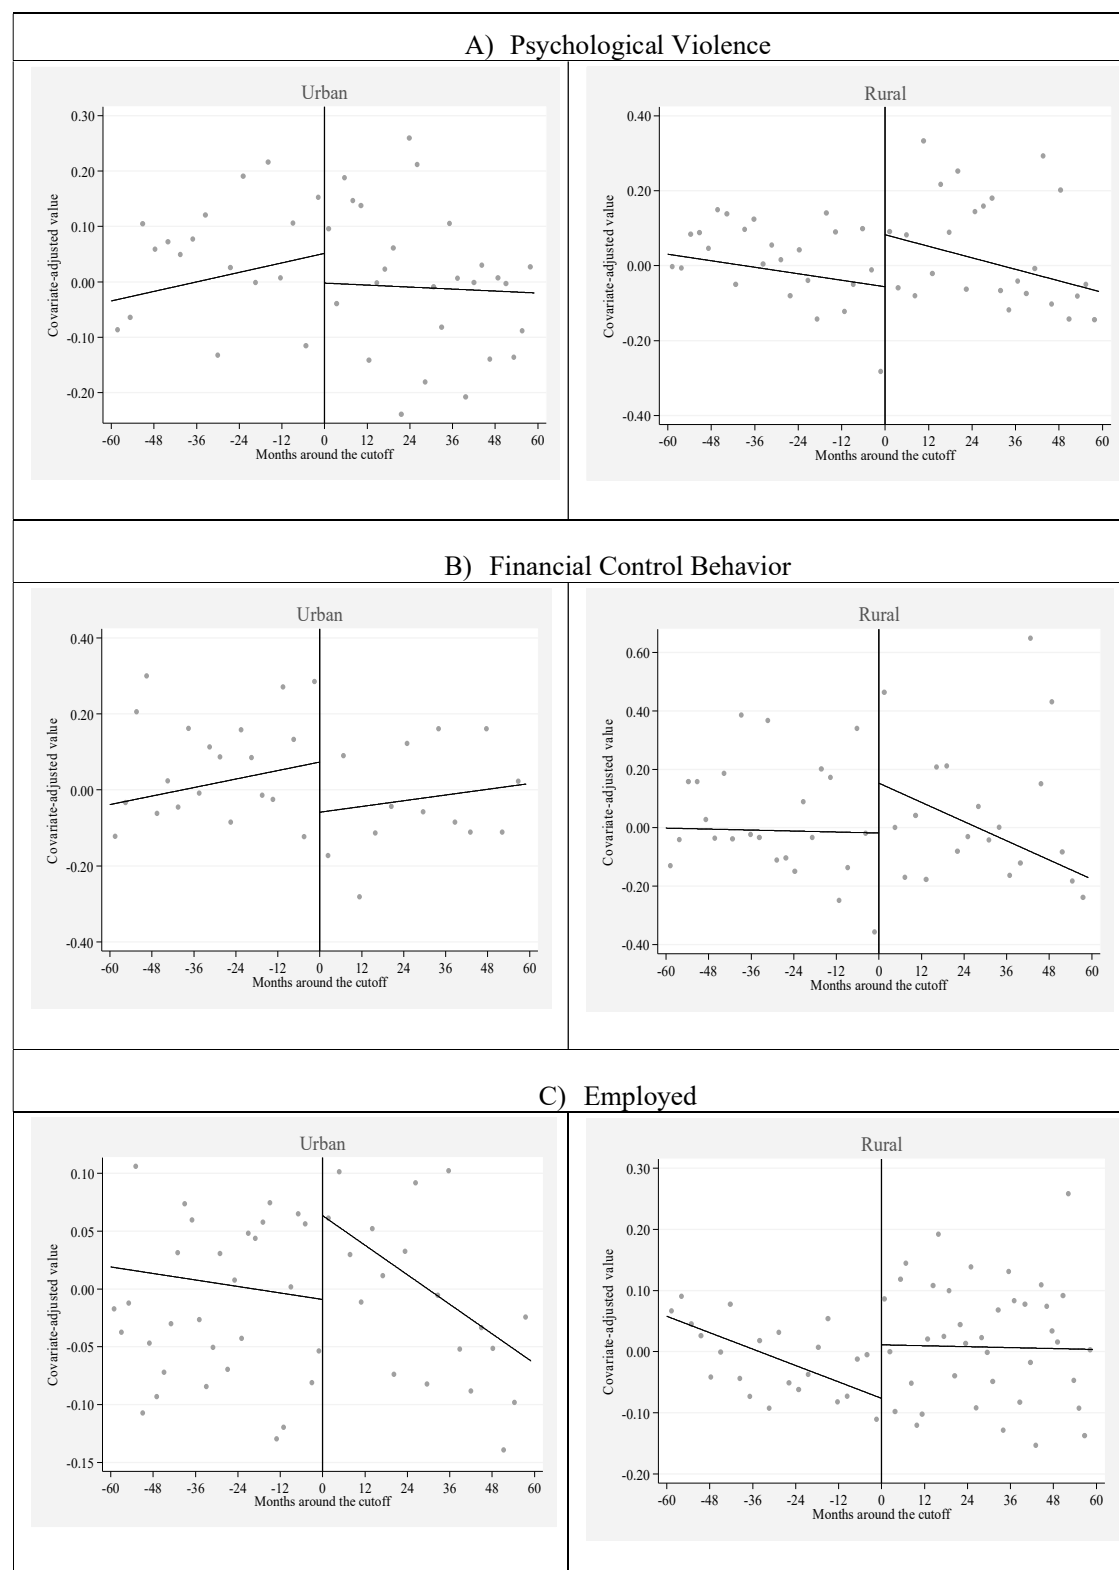 A) Psychological Violence
Urban
Covariate-adjusted value
0.30
0.20
0.10
0.00
-0.10
-0.20
-60 -48 -36 -24 -12 0 12 24 36 48 60
Months around the cutoff
Rural
Covariate-adjusted value
0.40
0.20
0.00
-0.20
-0.40
-60 -48 -36 -24 -12 0 12 24 36 48 60
Months around the cutoff
B) Financial Control Behavior
Urban
Covariate-adjusted value
0.40
0.20
0.00
-0.20
-0.40
-60 -48 -36 -24 -12 0 12 24 36 48 60
Months around the cutoff
Rural
Covariate-adjusted value
0.60
0.40
0.20
0.00
-0.20
-0.40
-60 -48 -36 -24 -12 0 12 24 36 48 60
Months around the cutoff
C) Employed
Urban
Covariate-adjusted value
0.10
0.05
0.00
-0.05
-0.10
-0.15
-60 -48 -36 -24 -12 0 12 24 36 48 60
Months around the cutoff
Rural
Covariate-adjusted value
0.30
0.20
0.10
0.00
-0.10
-0.20
-60 -48 -36 -24 -12 0 12 24 36 48 60
Months around the cutoff